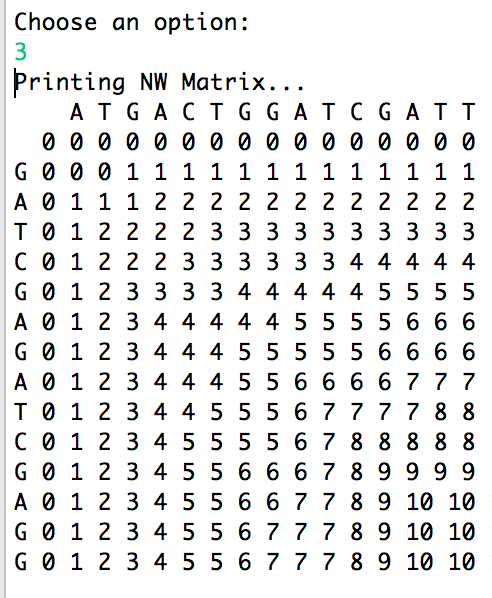 Choose an option:
3
Printing NW Matrix...
A T G A C T G G A T C G A T T
0 0 0 0 0 0 0 0 0 0 0 0 0 0 0 0
G 0 0 0 1 1 1 1 1 1 1 1 1 1 1 1 1
A 0 1 1 1 2 2 2 2 2 2 2 2 2 2 2 2
T 0 1 2 2 2 2 3 3 3 3 3 3 3 3 3 3
C 0 1 2 2 2 3 3 3 3 3 3 4 4 4 4 4
G 0 1 2 3 3 3 3 4 4 4 4 4 5 5 5 5
A 0 1 2 3 4 4 4 4 4 5 5 5 5 6 6 6
G 0 1 2 3 4 4 4 5 5 5 5 5 6 6 6 6
A 0 1 2 3 4 4 4 5 5 6 6 6 6 7 7 7
T 0 1 2 3 4 4 5 5 5 6 7 7 7 7 8 8
C 0 1 2 3 4 5 5 5 5 6 7 8 8 8 8 8
G 0 1 2 3 4 5 5 6 6 6 7 8 9 9 9 9
A 0 1 2 3 4 5 5 6 6 7 7 8 9 10 10
G 0 1 2 3 4 5 5 6 7 7 7 8 9 10 10
G 0 1 2 3 4 5 5 6 7 7 7 8 9 10 10